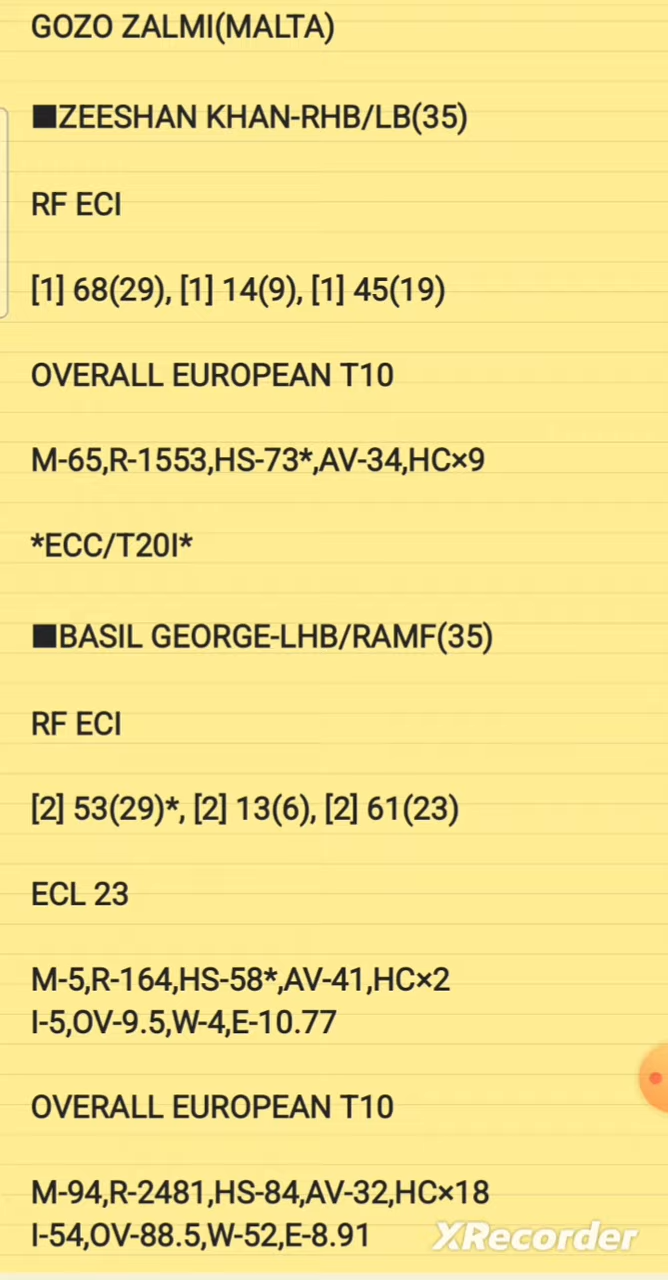 GOZO ZALMI(MALTA)
■ZEESHAN KHAN-RHB/LB(35)
RF ECI
[1] 68(29), [1] 14(9), [1] 45(19)
OVERALL EUROPEAN T10
M-65,R-1553,HS-73*,AV-34,HC×9
*ECC/T20I*
■BASIL GEORGE-LHB/RAMF(35)
RF ECI
[2] 53(29)*, [2] 13(6), [2] 61(23)
ECL 23
M-5,R-164,HS-58*,AV-41,HC×2
I-5,OV-9.5,W-4,E-10.77
OVERALL EUROPEAN T10
M-94,R-2481,HS-84,AV-32,HC×18
I-54,OV-88.5,W-52,E-8.91
XRecorder